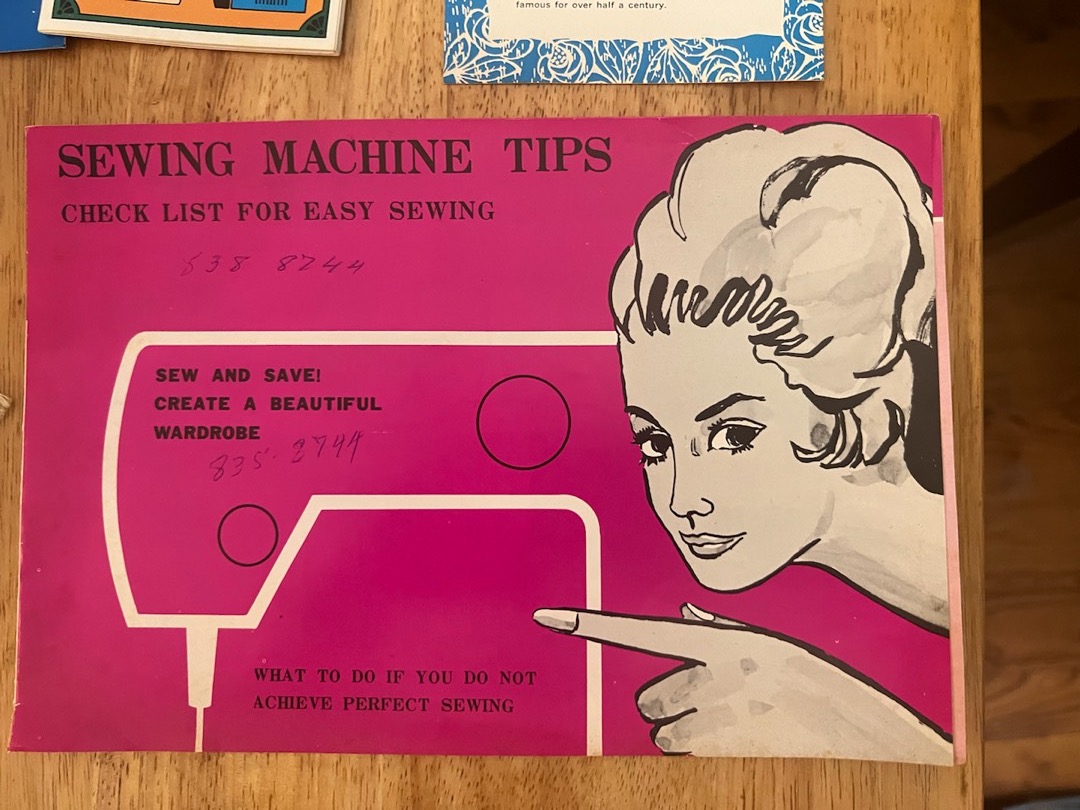 famous for over half a century.
SEWING MACHINE TIPS
CHECK LIST FOR EASY SEWING
838 8744
SEW AND SAVE!
CREATE A BEAUTIFUL
WARDROBE
835-8744
WHAT TO DO IF YOU DO NOT
ACHIEVE PERFECT SEWING